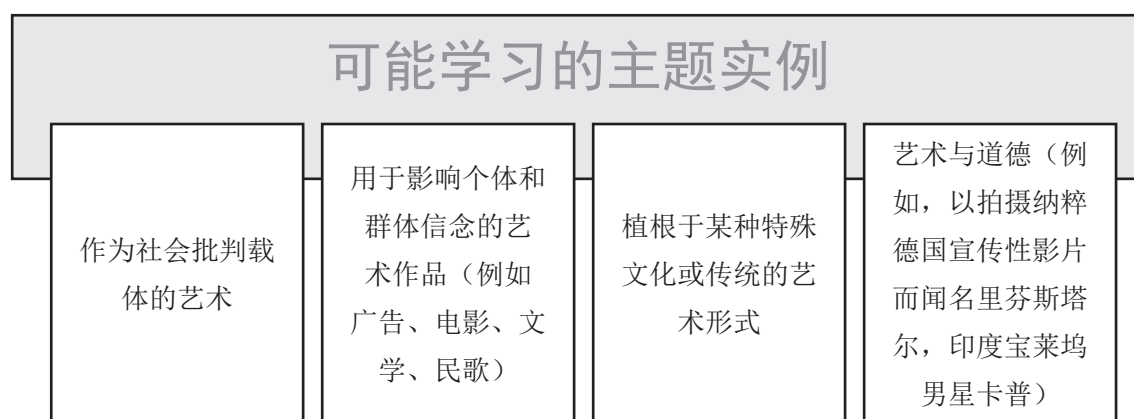 可能学习的主题实例
作为社会批判载
体的艺术
用于影响个体和
群体信念的艺
术作品（例如
广告、电影、文
学、民歌）
植根于某种特殊
文化或传统的艺
术形式
艺术与道德（例
如，以拍摄纳粹
德国宣传性影片
而闻名里芬斯塔
尔，印度宝莱坞
男星卡普）